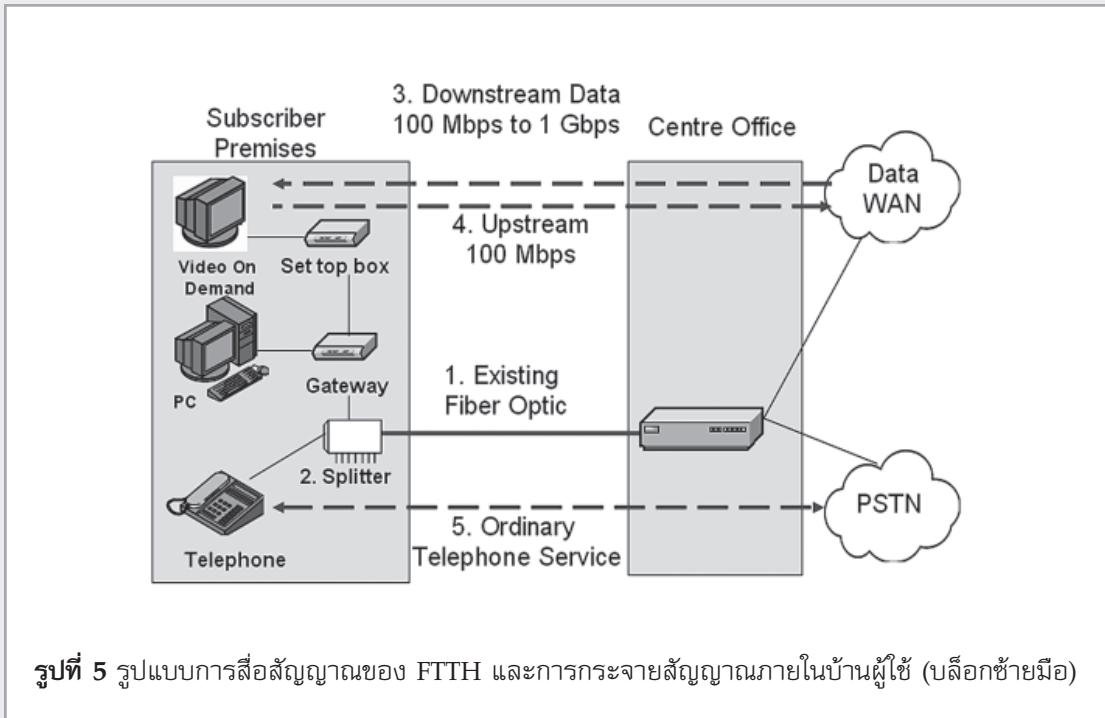 3. Downstream Data
100 Mbps to 1 Gbps
Subscriber
Premises
Centre Office
Data
WAN
4. Upstream
100 Mbps
Video On
Demand
Set top box
PC
Gateway
1. Existing
Fiber Optic
2. Splitter
PSTN
5. Ordinary
Telephone Service
Telephone
รูปที่ 5 รูปแบบการสื่อสัญญาณของ FTTH และการกระจายสัญญาณภายในบ้านผู้ใช้ (บล็อกซ้ายมือ)